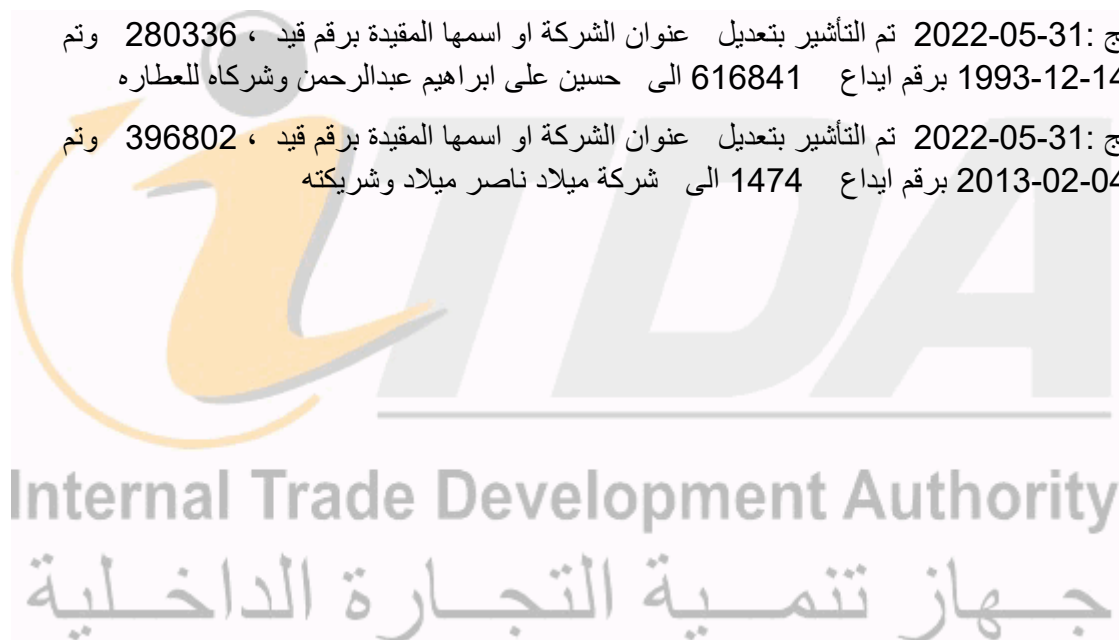 ج :31-05-2022 تم التأشير بتعديل عنوان الشركة او اسمها المقيدة برقم قيد ، 280336 وتم
1993-12-14 برقم ايداع 616841 الى حسين على ابراهيم عبدالرحمن وشركاه للعطاره
ج :31-05-2022 تم التأشير بتعديل عنوان الشركة او اسمها المقيدة برقم قيد ، 396802 وتم
2013-02-04 برقم ايداع 1474 الى شركة ميلاد ناصر ميلاد وشريكته
iTDA
Internal Trade Development Authority
جهاز تنمية التجارة الداخلية